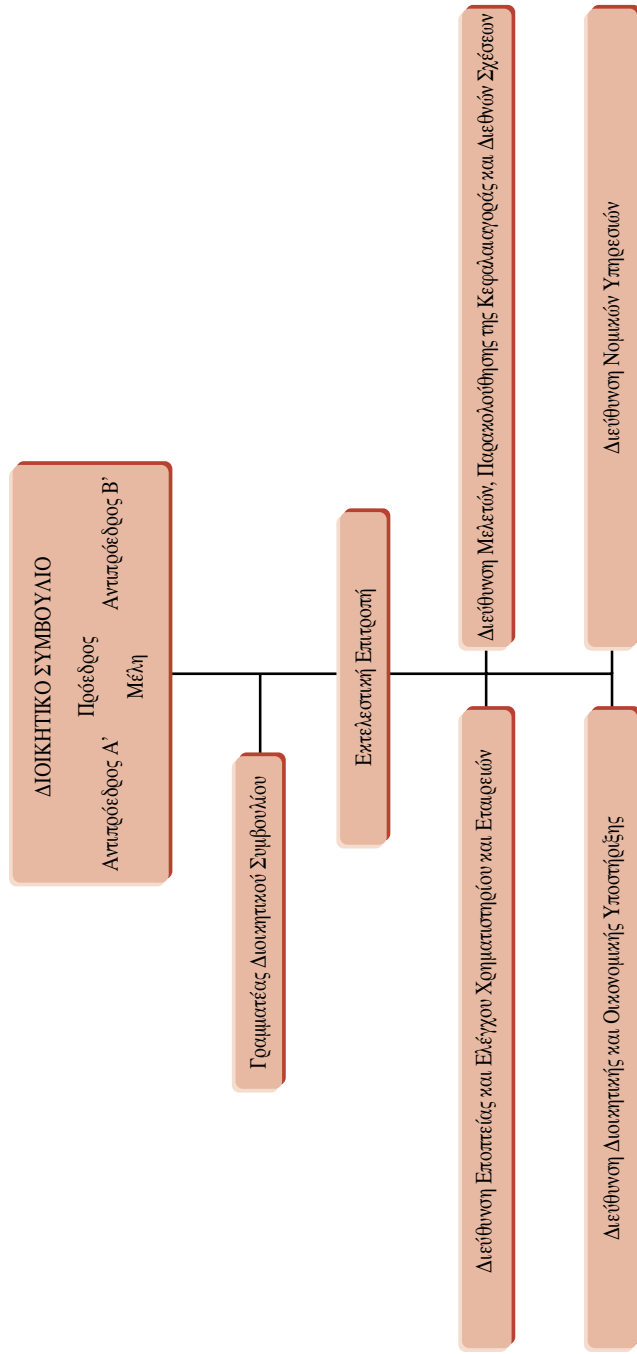 ΔΙΟΙΚΗΤΙΚΟ ΣΥΜΒΟΥΛΙΟ
Πρόεδρος
Αντιπρόεδρος Α' Αντιπρόεδρος Β'
Μέλη
Γραμματέας Διοικητικού Συμβουλίου
Εκτελεστική Επιτροπή
Διεύθυνση Εποπτείας και Ελέγχου Χρηματιστηρίου και Εταιρειών
Διεύθυνση Μελετών, Παρακολούθησης της Κεφαλαιαγοράς και Διεθνών Σχέσεων
Διεύθυνση Διοικητικής και Οικονομικής Υποστήριξης
Διεύθυνση Νομικών Υπηρεσιών